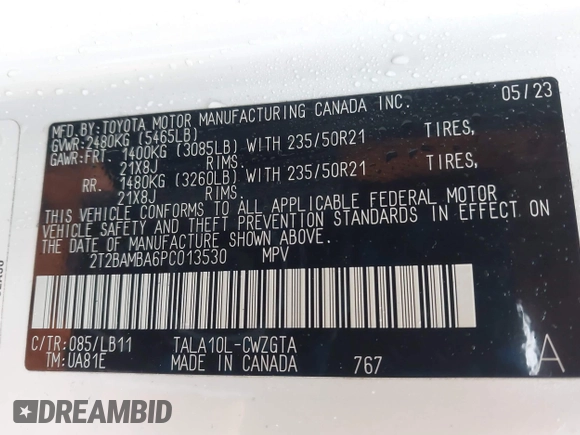 MFD.BY:TOYOTA MOTOR MANUFACTURING CANADA INC. 05/23
GVWR:2480KG (5465LB)
GAWR:FRT. 1400KG (3085LB) WITH 235/50R21 TIRES,
21X8J RIMS.
RR. 1480KG (3260LB) WITH 235/50R21 TIRES,
21X8J RIMS.
THIS VEHICLE CONFORMS TO ALL APPLICABLE FEDERAL MOTOR
VEHICLE SAFETY AND THEFT PREVENTION STANDARDS IN EFFECT ON
THE DATE OF MANUFACTURE SHOWN ABOVE.
2T2BAMBA6PC013530 MPV
C/TR:085/LB11 TALA10L-CWZGTA
TM:UA81E MADE IN CANADA 767 A
DREAMBID